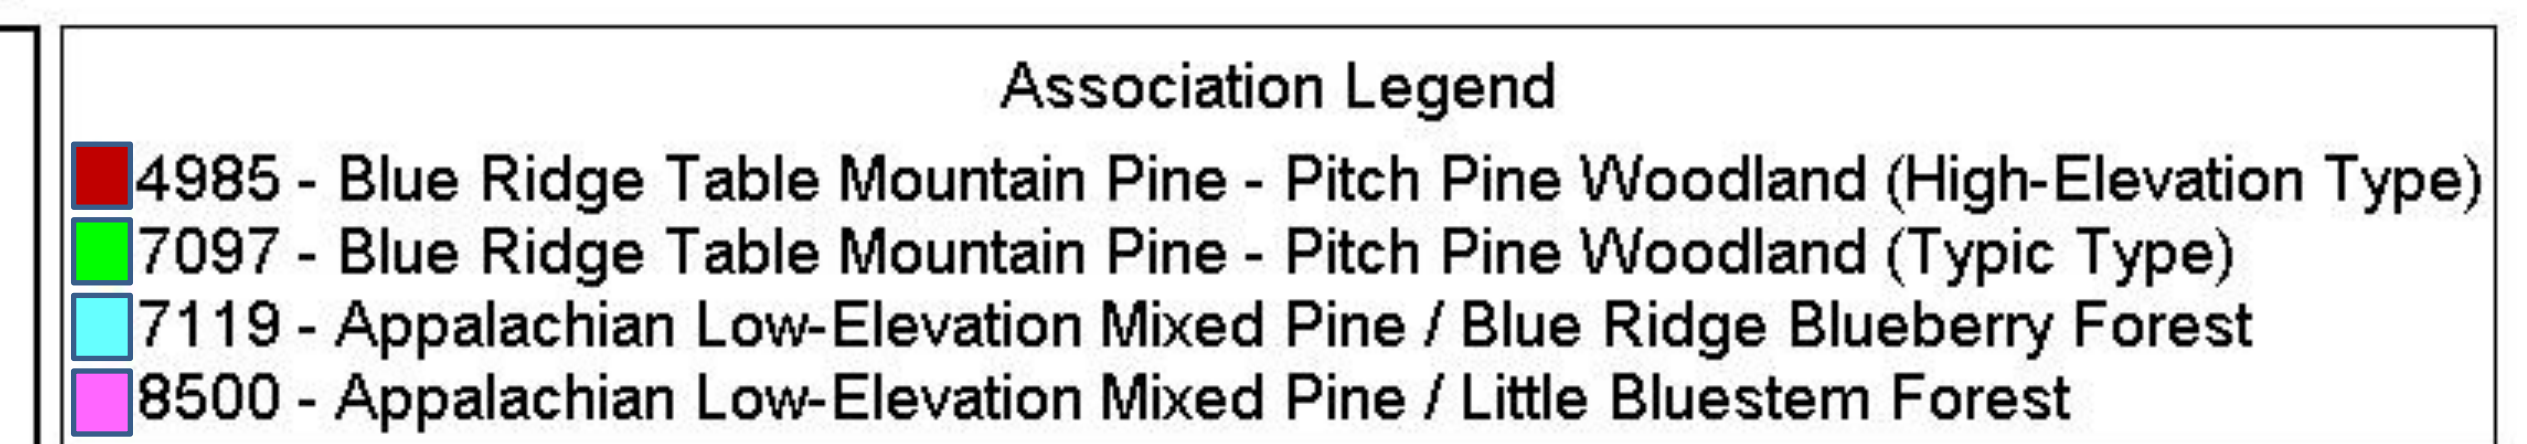 Association Legend
4985 - Blue Ridge Table Mountain Pine - Pitch Pine Woodland (High-Elevation Type)
7097 - Blue Ridge Table Mountain Pine - Pitch Pine Woodland (Typic Type)
7119 - Appalachian Low-Elevation Mixed Pine / Blue Ridge Blueberry Forest
8500 - Appalachian Low-Elevation Mixed Pine / Little Bluestem Forest